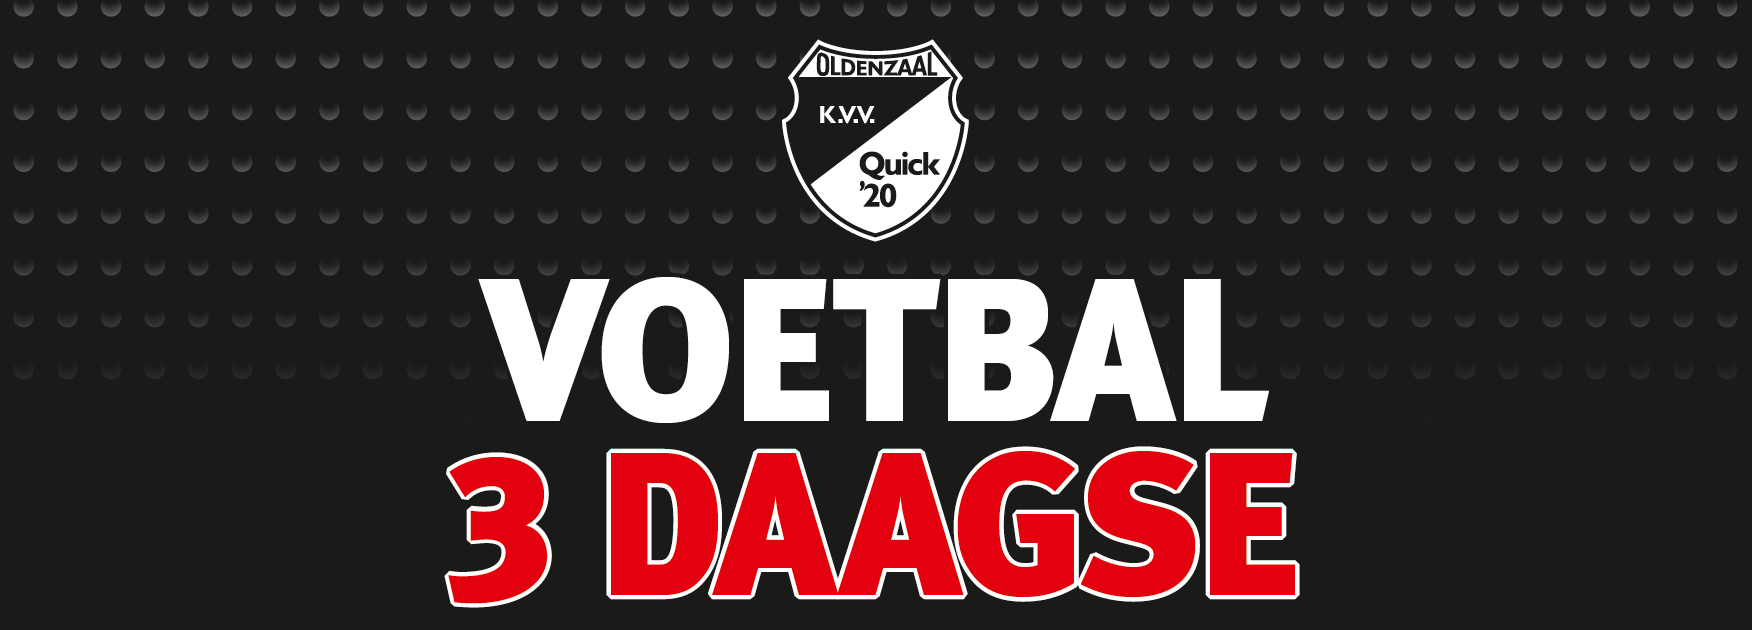 OLDENZAAL
K.V.V.
Quick
'20
VOETBAL
3 DAAGSE